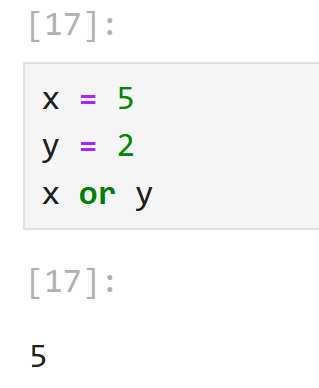 [17]:
x = 5
y = 2
x or y
[17]:
5